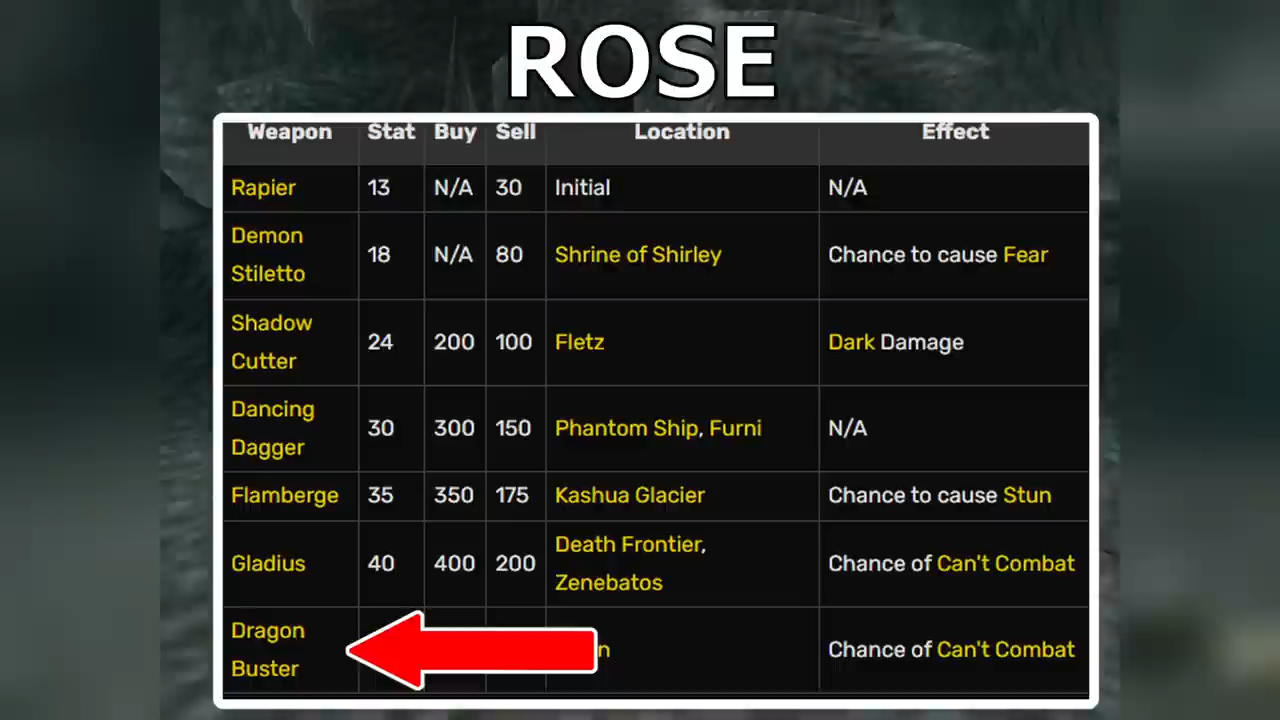 ROSE
Weapon Stat Buy Sell Location Effect
Rapier 13 N/A 30 Initial N/A
Demon
Stiletto 18 N/A 80 Shrine of Shirley Chance to cause Fear
Shadow
Cutter 24 200 100 Fletz Dark Damage
Dancing
Dagger 30 300 150 Phantom Ship, Furni N/A
Flamberge 35 350 175 Kashua Glacier Chance to cause Stun
Gladius 40 400 200 Death Frontier,
Zenebatos Chance of Can't Combat
Dragon
Buster Chance of Can't Combat